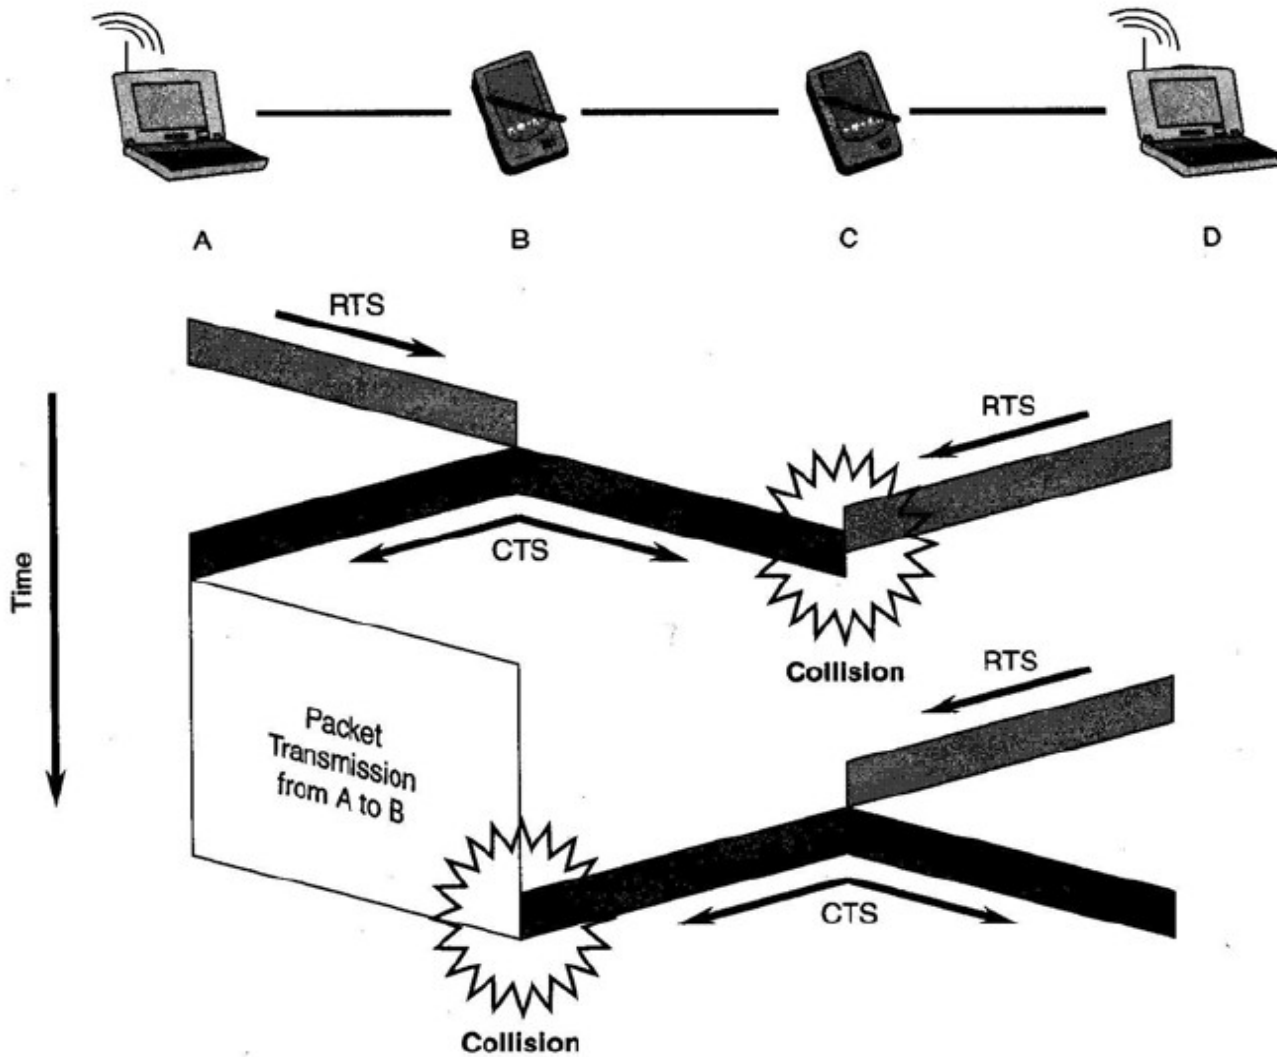 A
B
C
D
RTS
RTS
CTS
Time
Collision
RTS
Packet
Transmission
from A to B
CTS
Collision